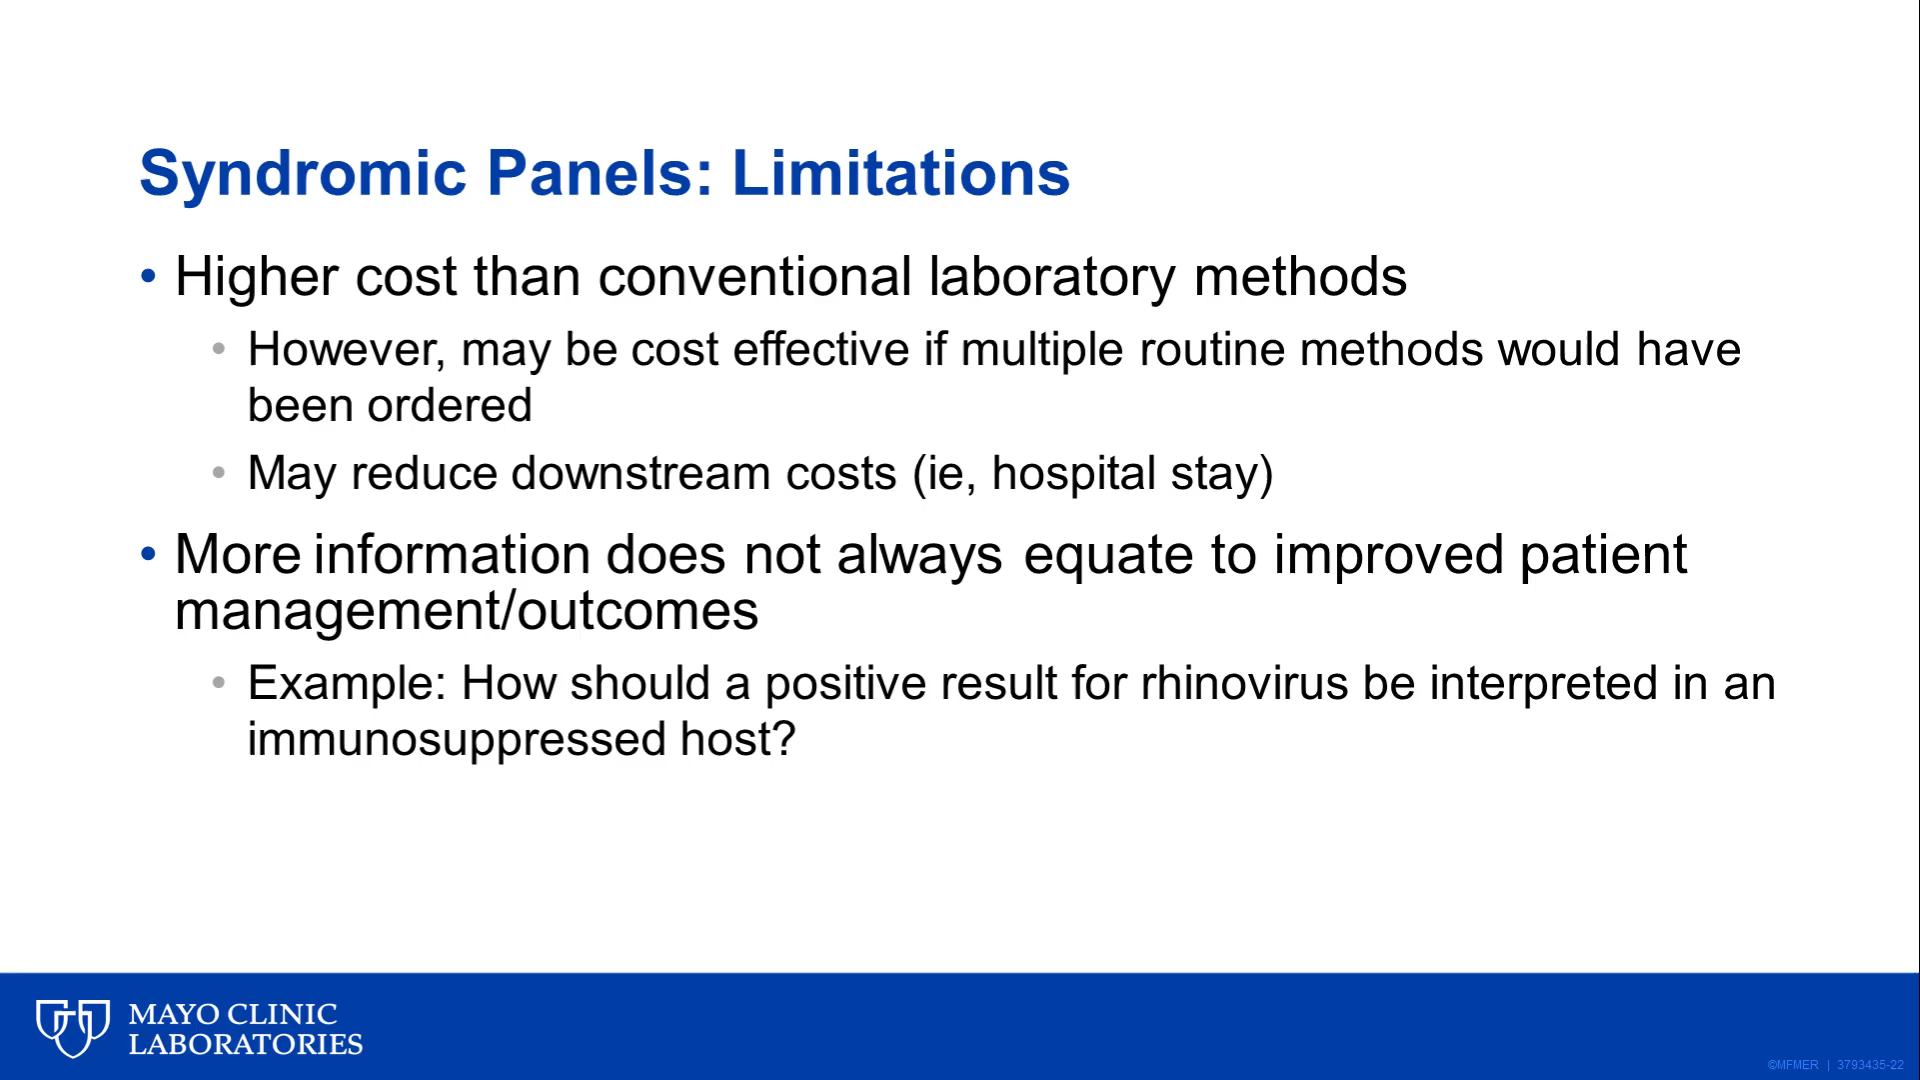 Syndromic Panels: Limitations
• Higher cost than conventional laboratory methods
• However, may be cost effective if multiple routine methods would have
been ordered
• May reduce downstream costs (ie, hospital stay)
• More information does not always equate to improved patient
management/outcomes
• Example: How should a positive result for rhinovirus be interpreted in an
immunosuppressed host?
MAYO CLINIC
LABORATORIES
©MFMER | 3793435-22